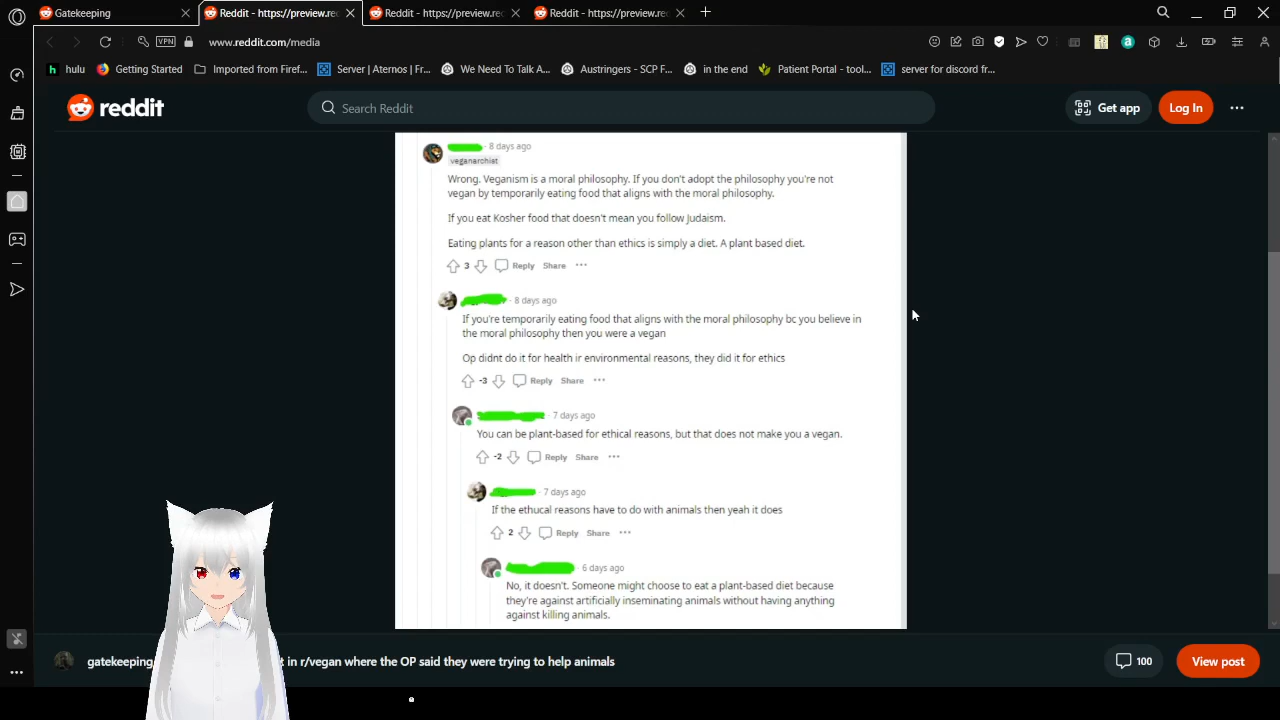 Gatekeeping
Reddit - https://preview.rec
Reddit - https://preview.rec
Reddit - https://preview.rec
VPN
www.reddit.com/media
hulu
Getting Started
Imported from Firef...
Server | Aternos | Fr...
We Need To Talk A...
Austringers - SCP F...
in the end
Patient Portal - tool...
server for discord fr...
reddit
Search Reddit
Get app
Log In
8 days ago
veganarchist
Wrong. Veganism is a moral philosophy. If you don't adopt the philosophy you're not
vegan by temporarily eating food that aligns with the moral philosophy.
If you eat Kosher food that doesn't mean you follow Judaism.
Eating plants for a reason other than ethics is simply a diet. A plant based diet.
3 Reply Share
8 days ago
If you're temporarily eating food that aligns with the moral philosophy bc you believe in
the moral philosophy then you were a vegan
Op didnt do it for health ir environmental reasons, they did it for ethics
-3 Reply Share
7 days ago
You can be plant-based for ethical reasons, but that does not make you a vegan.
-2 Reply Share
7 days ago
If the ethucal reasons have to do with animals then yeah it does
2 Reply Share
6 days ago
No, it doesn't. Someone might choose to eat a plant-based diet because
they're against artificially inseminating animals without having anything
against killing animals.
gatekeeping in r/vegan where the OP said they were trying to help animals
100
View post